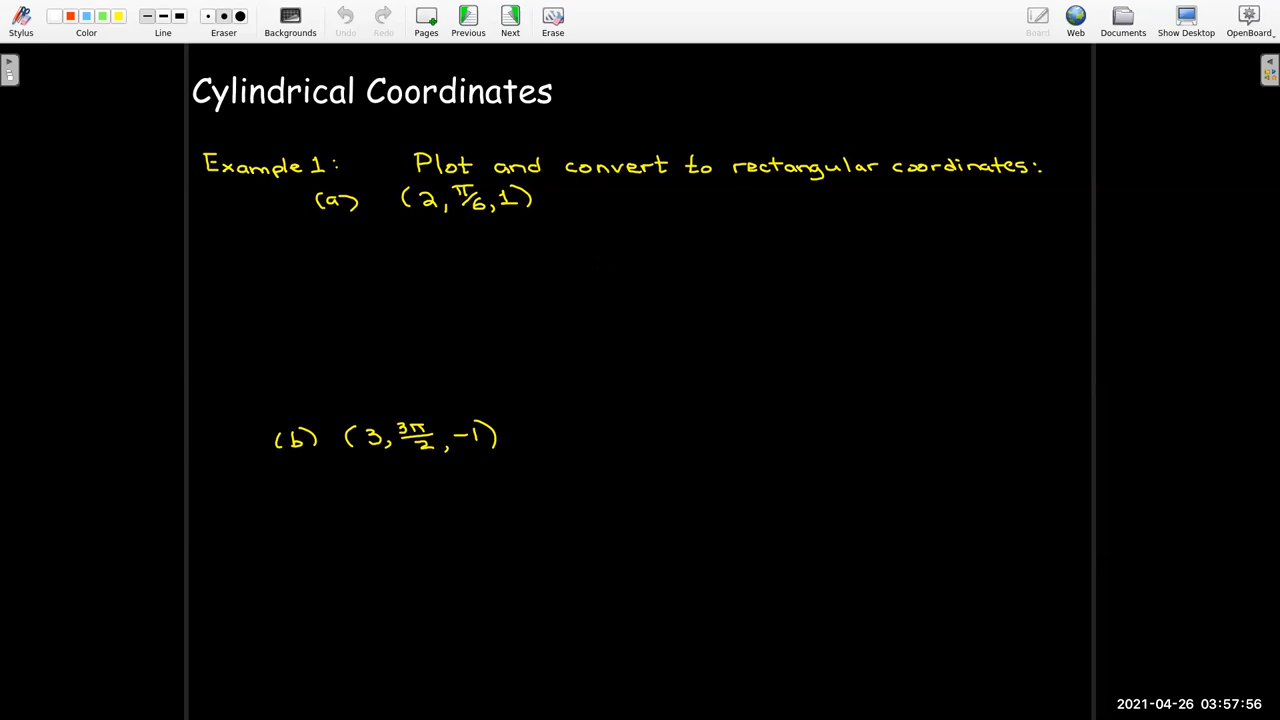 Stylus Color Line Eraser Backgrounds Undo Redo Pages Previous Next Erase Board Web Documents Show Desktop OpenBoard
Cylindrical Coordinates
Example 1: Plot and convert to rectangular coordinates:
(a) (2, π/6, 1)
(b) (3, 3π/2, -1)
2021-04-26 03:57:56